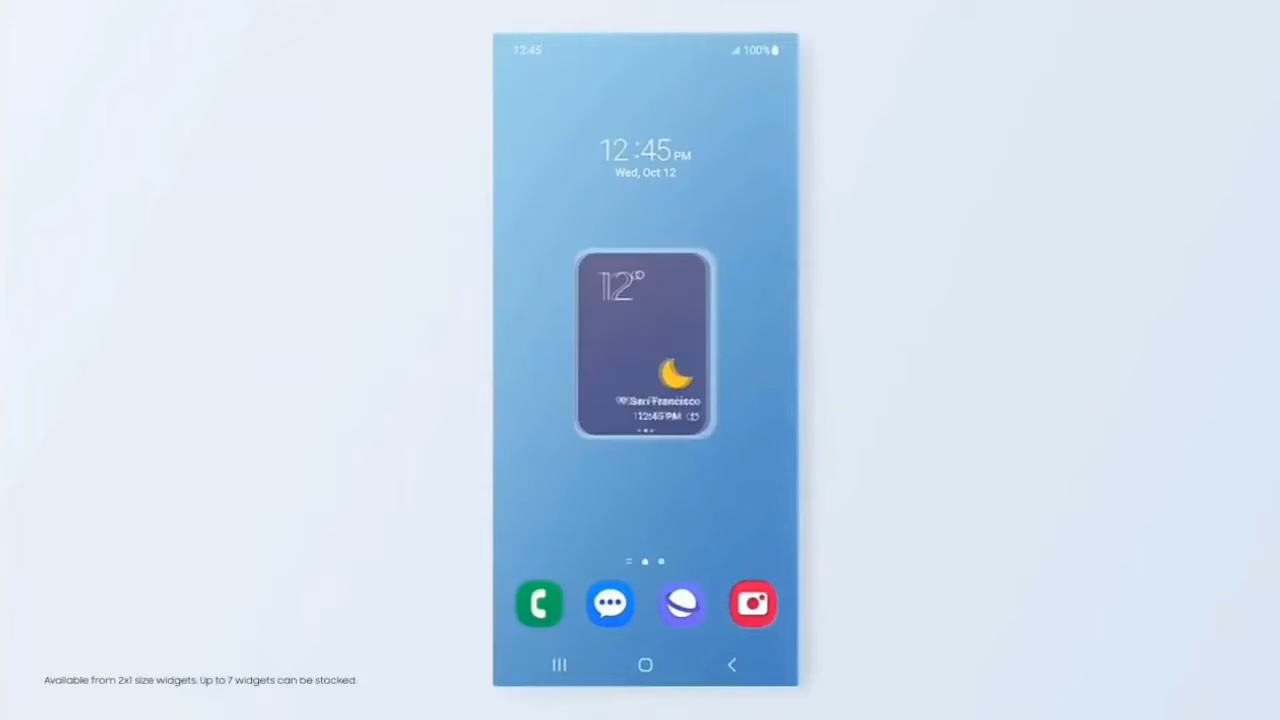 12:45
100%
12:45 PM
Wed, Oct 12
12°
San Francisco
12:45 PM
Available from 2x1 size widgets. Up to 7 widgets can be stacked.